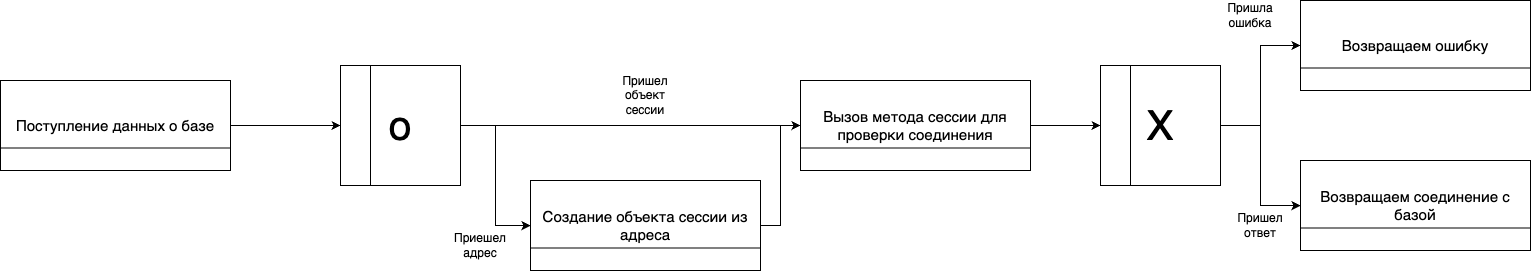 Пришла
ошибка
Возвращаем ошибку
Пришел
объект
сессии
Поступление данных о базе
O
Вызов метода сессии для
проверки соединения
X
Создание объекта сессии из
адреса
Приешел
адрес
Возвращаем соединение с
базой
Пришел
ответ